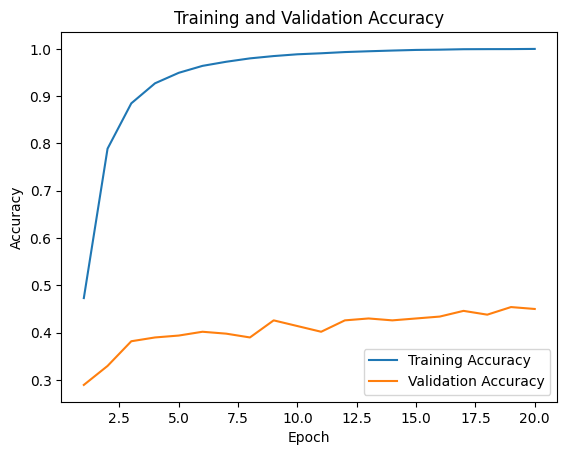 Training and Validation Accuracy
Accuracy
1.0
0.9
0.8
0.7
0.6
0.5
0.4
0.3
Training Accuracy
Validation Accuracy
2.5 5.0 7.5 10.0 12.5 15.0 17.5 20.0
Epoch